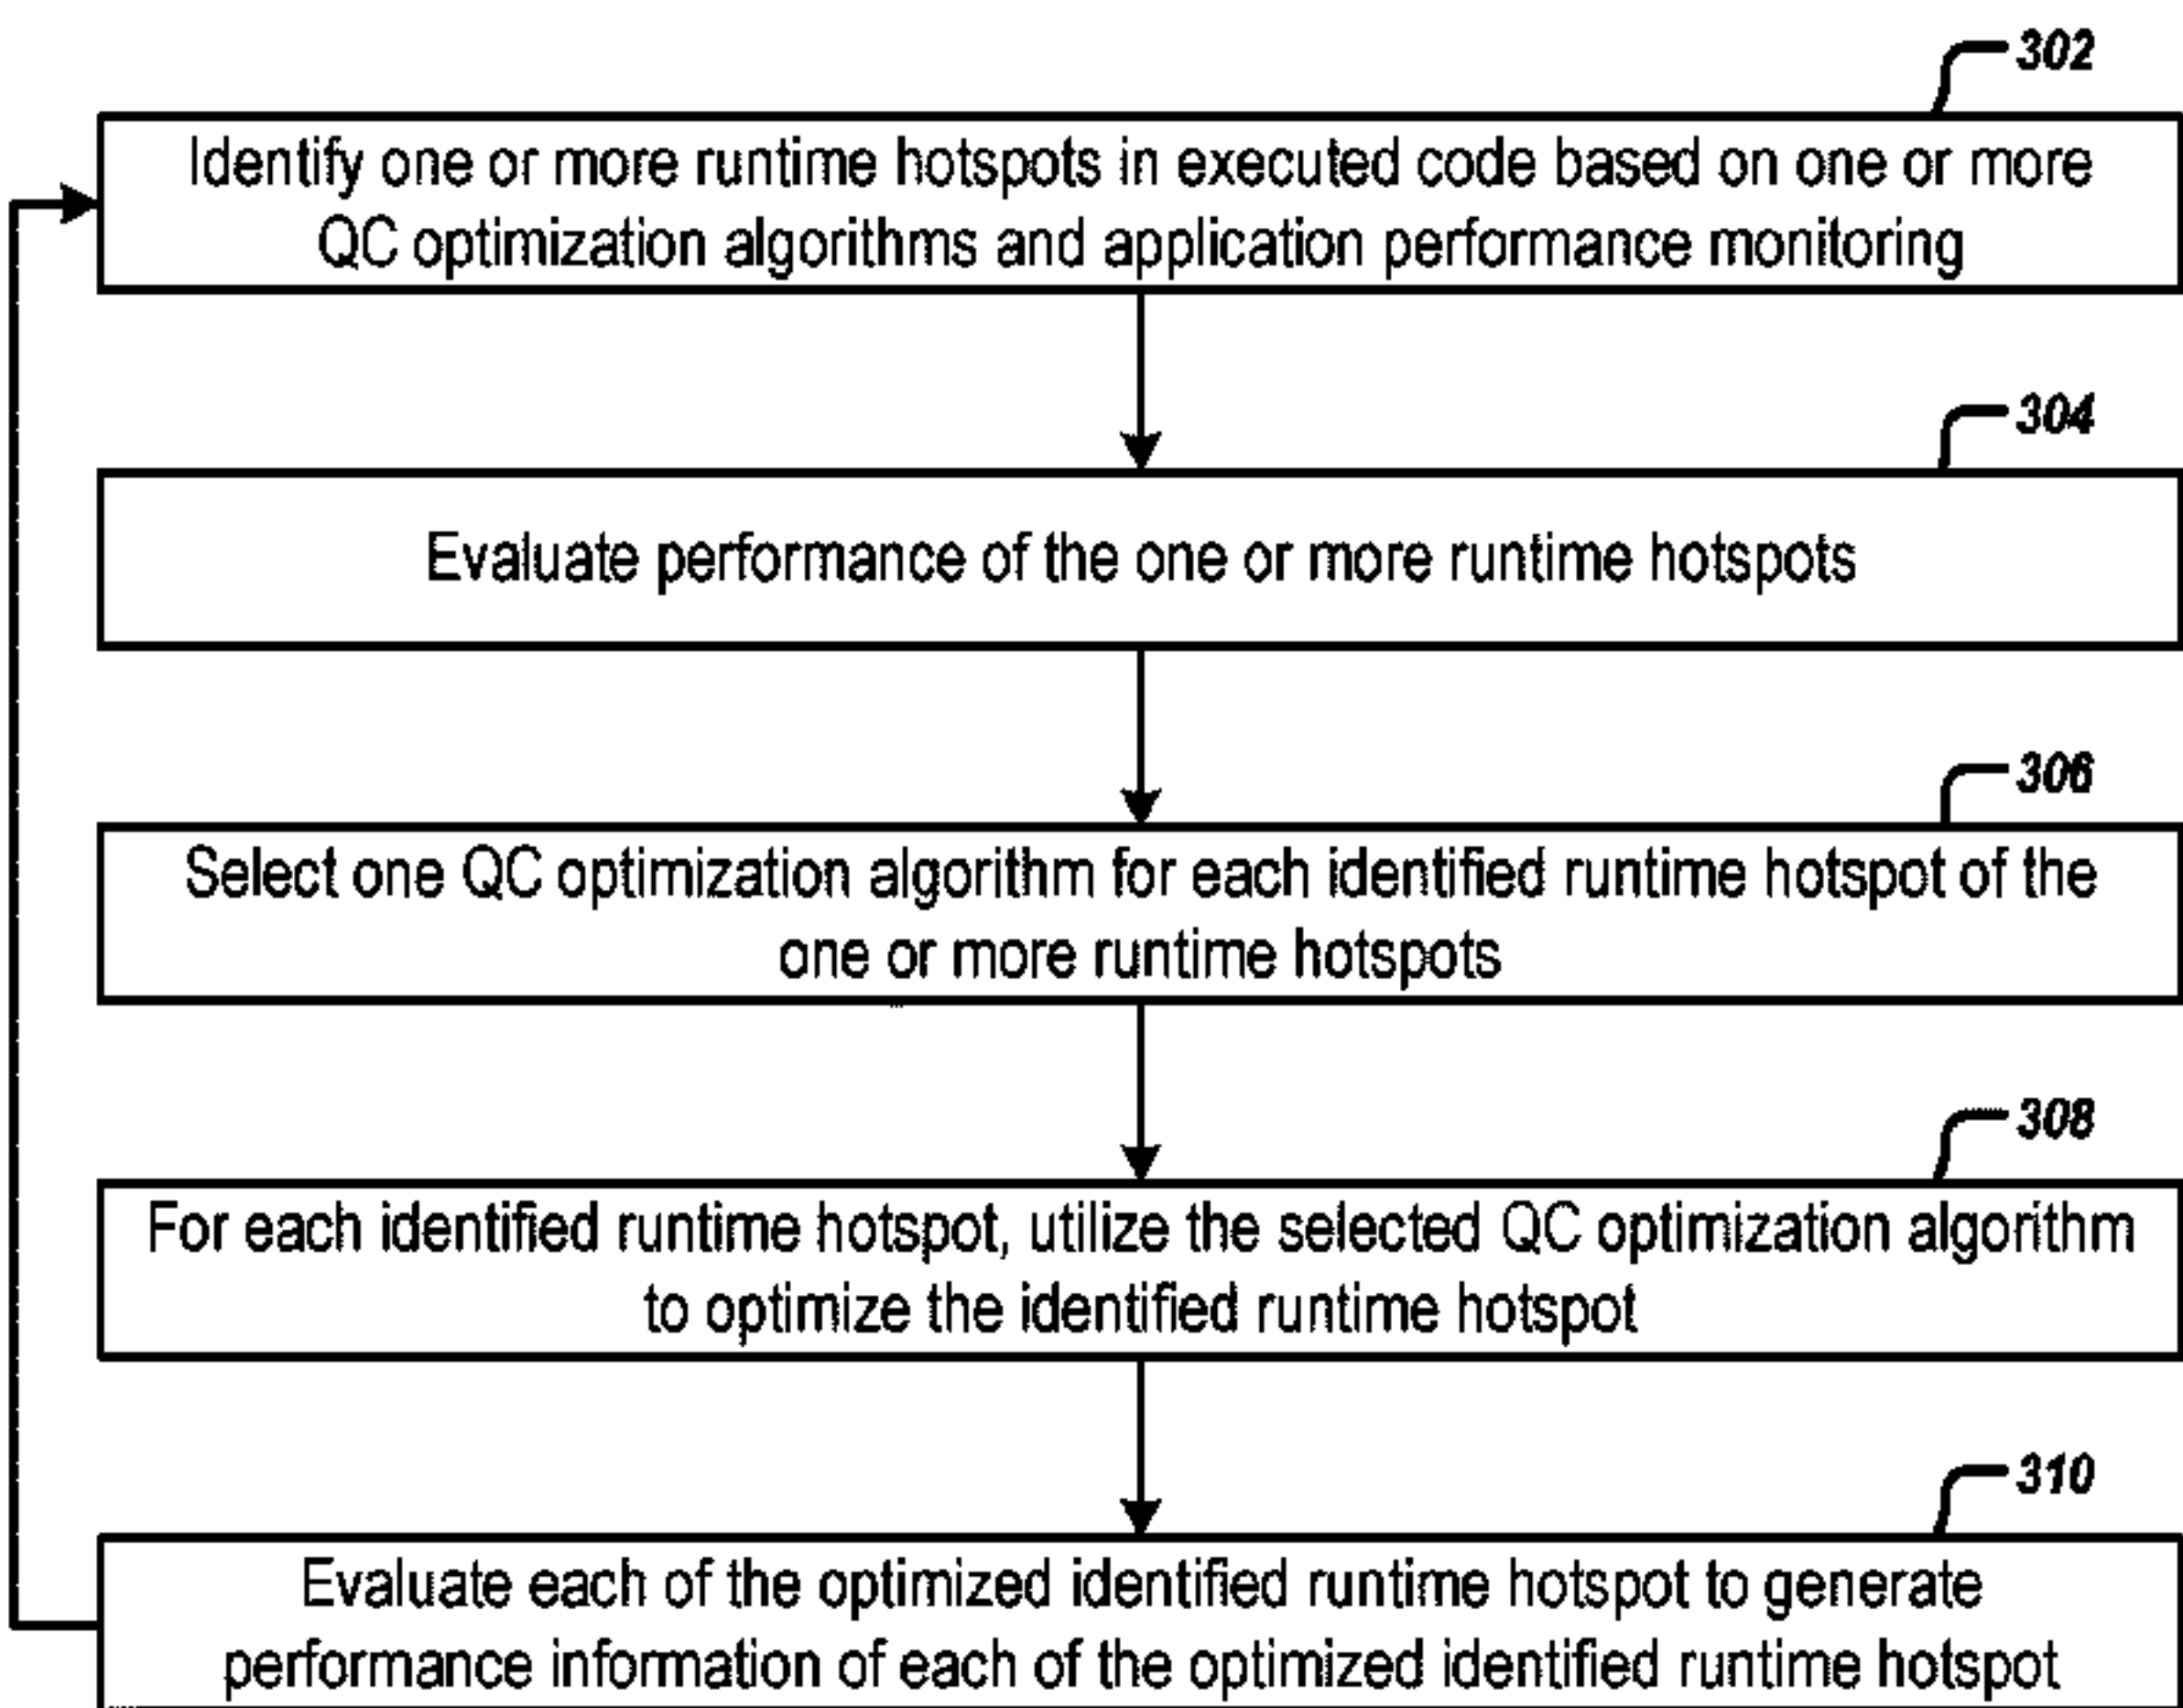 302
Identify one or more runtime hotspots in executed code based on one or more
QC optimization algorithms and application performance monitoring
304
Evaluate performance of the one or more runtime hotspots
306
Select one QC optimization algorithm for each identified runtime hotspot of the
one or more runtime hotspots
308
For each identified runtime hotspot, utilize the selected QC optimization algorithm
to optimize the identified runtime hotspot
310
Evaluate each of the optimized identified runtime hotspot to generate
performance information of each of the optimized identified runtime hotspot